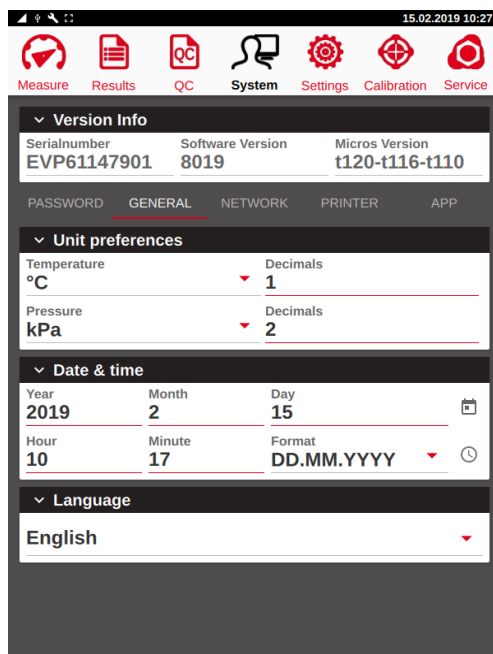 15.02.2019 10:27
Measure Results QC System Settings Calibration Service
QC
Version Info
Serialnumber Software Version Micros Version
EVP61147901 8019 t120-t116-t110
PASSWORD GENERAL NETWORK PRINTER APP
Unit preferences
Temperature Decimals
°C 1
Pressure Decimals
kPa 2
Date & time
Year Month Day
2019 2 15
Hour Minute Format
10 17 DD.MM.YYYY
Language
English